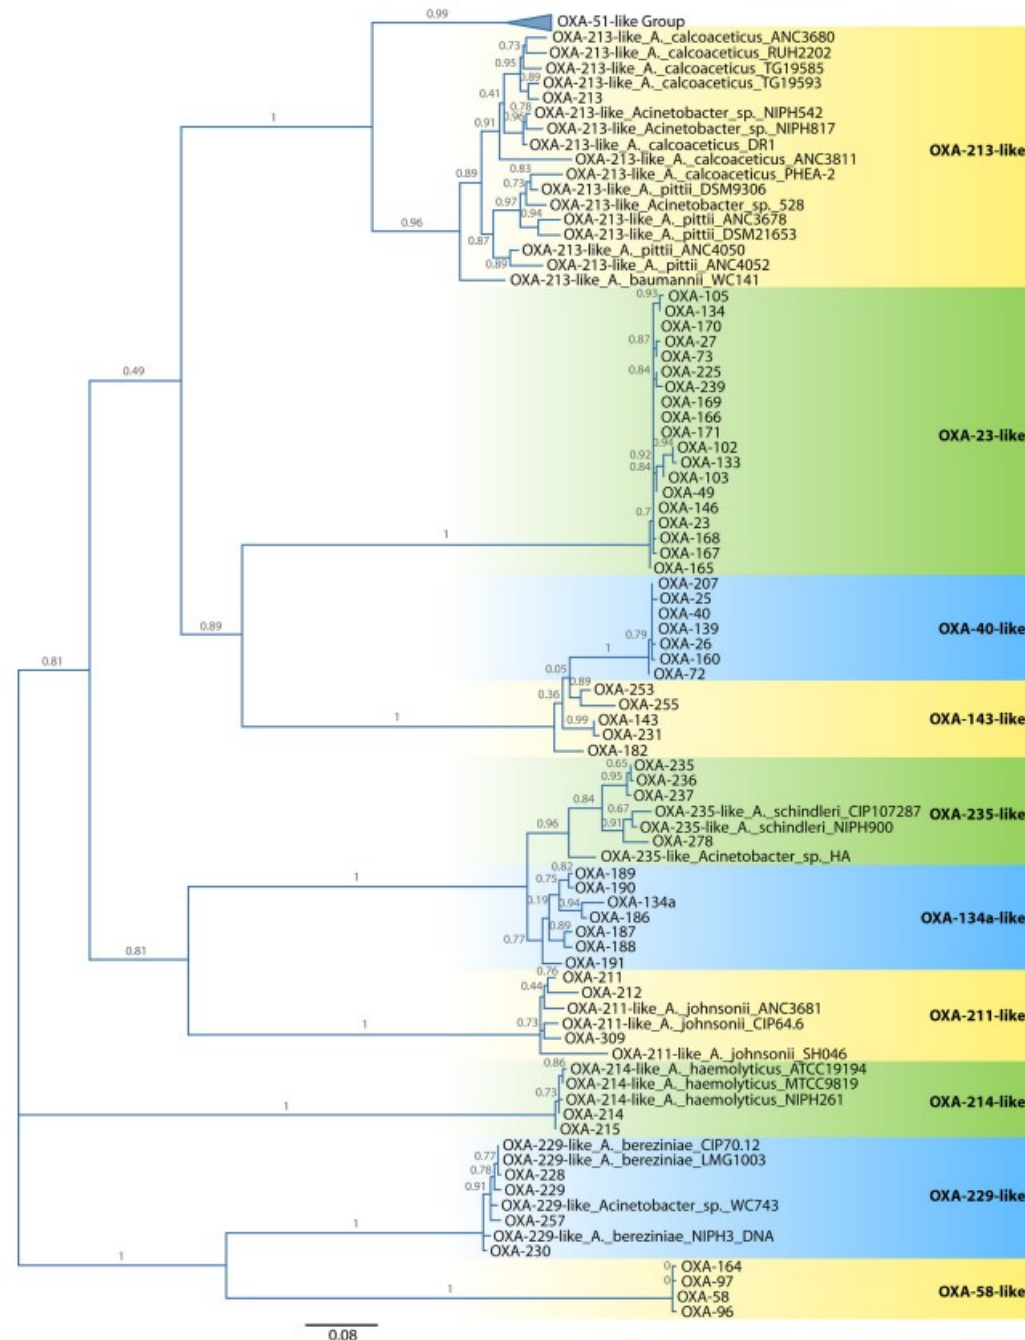 0.99
OXA-51-like Group
OXA-213-like_A._calcoaceticus_ANC3680
0.73
OXA-213-like_A._calcoaceticus_RUH2202
0.95
OXA-213-like_A._calcoaceticus_TG19585
0.89
OXA-213-like_A._calcoaceticus_TG19593
0.41
OXA-213
0.78
OXA-213-like_Acinetobacter_sp._NIPH542
0.96
1
0.91
OXA-213-like_Acinetobacter_sp._NIPH817
OXA-213-like_A._calcoaceticus_DR1
OXA-213-like
OXA-213-like_A._calcoaceticus_ANC3811
0.83
0.89
OXA-213-like_A._calcoaceticus_PHEA-2
0.73
OXA-213-like_A._pittii_DSM9306
0.97
OXA-213-like_Acinetobacter_sp._528
0.94
0.96
OXA-213-like_A._pittii_ANC3678
OXA-213-like_A._pittii_DSM21653
0.87
OXA-213-like_A._pittii_ANC4050
0.89
OXA-213-like_A._pittii_ANC4052
OXA-213-like_A._baumannii_WC141
0.93
OXA-105
OXA-134
OXA-170
0.87
OXA-27
OXA-73
0.49
0.84
OXA-225
OXA-239
OXA-169
OXA-166
OXA-171
OXA-23-like
0.94
OXA-102
0.92
OXA-133
0.84
OXA-103
OXA-49
0.7
OXA-146
OXA-23
1
OXA-168
OXA-167
OXA-165
OXA-207
OXA-25
OXA-40
0.89
0.79
OXA-139
OXA-40-like
OXA-26
1
OXA-160
0.81
0.05
OXA-72
0.89
OXA-253
0.36
OXA-255
1
0.99
OXA-143
OXA-143-like
OXA-231
OXA-182
0.65
OXA-235
0.95
OXA-236
OXA-237
0.84
0.67
OXA-235-like_A._schindleri_CIP107287
OXA-235-like
0.96
0.91
OXA-235-like_A._schindleri_NIPH900
OXA-278
OXA-235-like_Acinetobacter_sp._HA
0.82
1
0.75
OXA-189
OXA-190
0.19
0.94
OXA-134a
OXA-186
OXA-134a-like
0.89
OXA-187
0.77
OXA-188
0.81
OXA-191
0.76
OXA-211
0.44
OXA-212
OXA-211-like_A._johnsonii_ANC3681
OXA-211-like
1
0.73
OXA-211-like_A._johnsonii_CIP64.6
OXA-309
OXA-211-like_A._johnsonii_SH046
0.86
OXA-214-like_A._haemolyticus_ATCC19194
OXA-214-like_A._haemolyticus_MTCC9819
0.73
1
OXA-214-like_A._haemolyticus_NIPH261
OXA-214-like
OXA-214
OXA-215
OXA-229-like_A._bereziniae_CIP70.12
0.77
OXA-229-like_A._bereziniae_LMG1003
0.78
OXA-228
0.91
OXA-229
OXA-229-like
OXA-229-like_Acinetobacter_sp._WC743
1
OXA-257
OXA-229-like_A._bereziniae_NIPH3_DNA
OXA-230
1
0
OXA-164
0
OXA-97
1
OXA-58
OXA-58-like
OXA-96
0.08